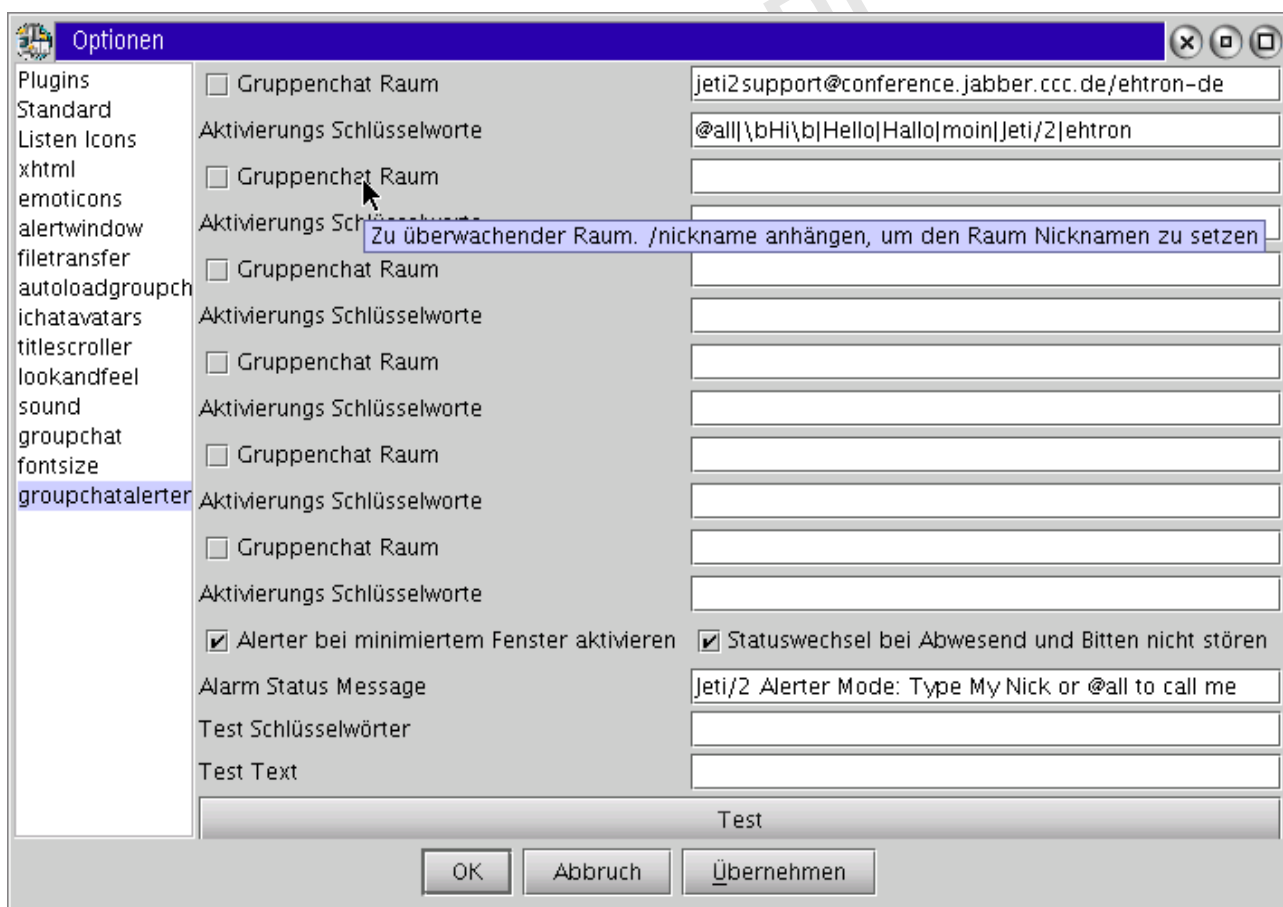 Optionen
Plugins
Standard
Listen Icons
xhtml
emoticons
alertwindow
filetransfer
autoloadgroupch
ichatavatars
titlescroller
lookandfeel
sound
groupchat
fontsize
groupchatalerter
Gruppenchat Raum jeti2support@conference.jabber.ccc.de/ehtron-de
Aktivierungs Schlüsselworte @all|\bHi\b|Hello|Hallo|moin|Jeti/2|ehtron
Gruppenchat Raum
Aktivierungs Schlüsselworte
Zu überwachender Raum. /nickname anhängen, um den Raum Nicknamen zu setzen
Gruppenchat Raum
Aktivierungs Schlüsselworte
Gruppenchat Raum
Aktivierungs Schlüsselworte
Gruppenchat Raum
Aktivierungs Schlüsselworte
Gruppenchat Raum
Aktivierungs Schlüsselworte
Alerter bei minimiertem Fenster aktivieren Statuswechsel bei Abwesend und Bitten nicht stören
Alarm Status Message Jeti/2 Alerter Mode: Type My Nick or @all to call me
Test Schlüsselwörter
Test Text
Test
OK Abbruch Übernehmen